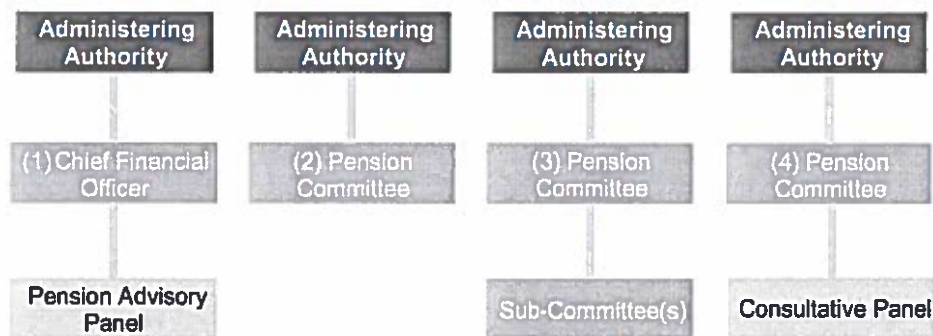 Administering
Authority
Administering
Authority
Administering
Authority
Administering
Authority
(1) Chief Financial
Officer
(2) Pension
Committee
(3) Pension
Committee
(4) Pension
Committee
Pension Advisory
Panel
Sub-Committee(s)
Consultative Panel